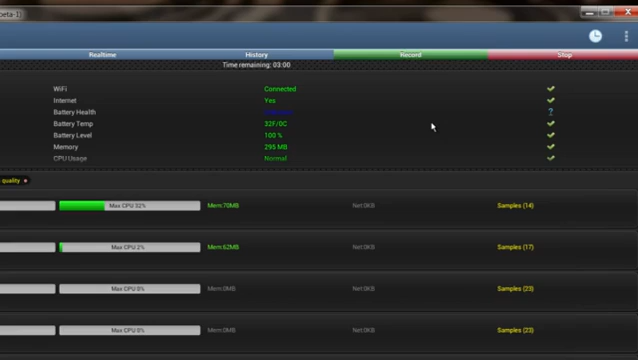 beta-1)
Realtime History Record Stop
Time remaining: 03:00
WiFi Connected
Internet Yes
Battery Health ?
Battery Temp 32F/0C
Battery Level 100 %
Memory 295 MB
CPU Usage Normal
quality
Max CPU 32% Mem:70MB Net:0KB Samples (14)
Max CPU 2% Mem:62MB Net:0KB Samples (17)
Max CPU 0% Mem:0MB Net:0KB Samples (23)
Max CPU 0% Mem:0MB Net:0KB Samples (23)